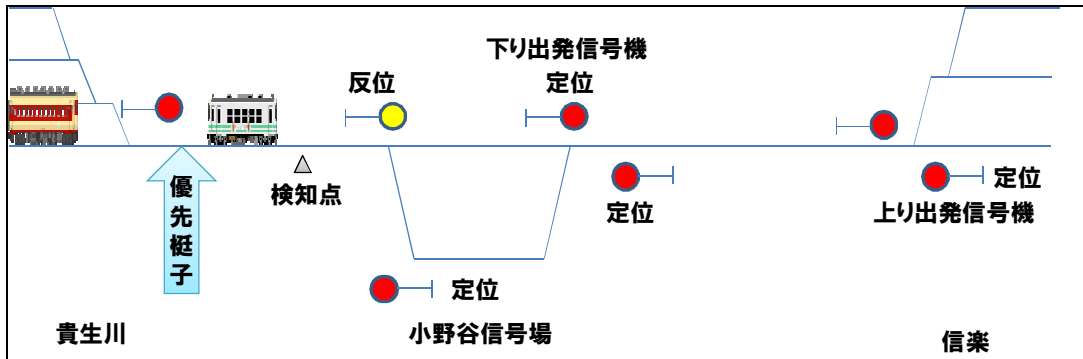 下り出発信号機
反位
定位
検知点
優先梃子
定位
定位
上り出発信号機
定位
貴生川
小野谷信号場
信楽